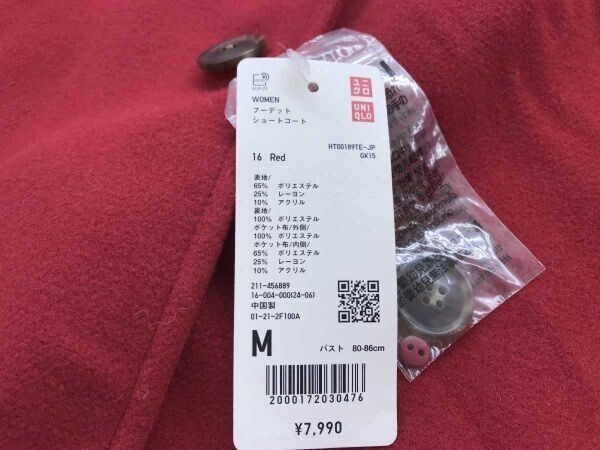 WOMEN
フーデット
ショートコート
ユニ
クロ
UNI
QLO
16 Red
HT00189TE-JP
GK15
表地/
65% ポリエステル
25% レーヨン
10% アクリル
裏地/
100% ポリエステル
ポケット布/外側/
100% ポリエステル
ポケット布/内側/
65% ポリエステル
25% レーヨン
10% アクリル
211-456889
16-004-000(24-06)
中国製
01-21-2F100A
M バスト 80-86cm
2000172030476
¥7,990